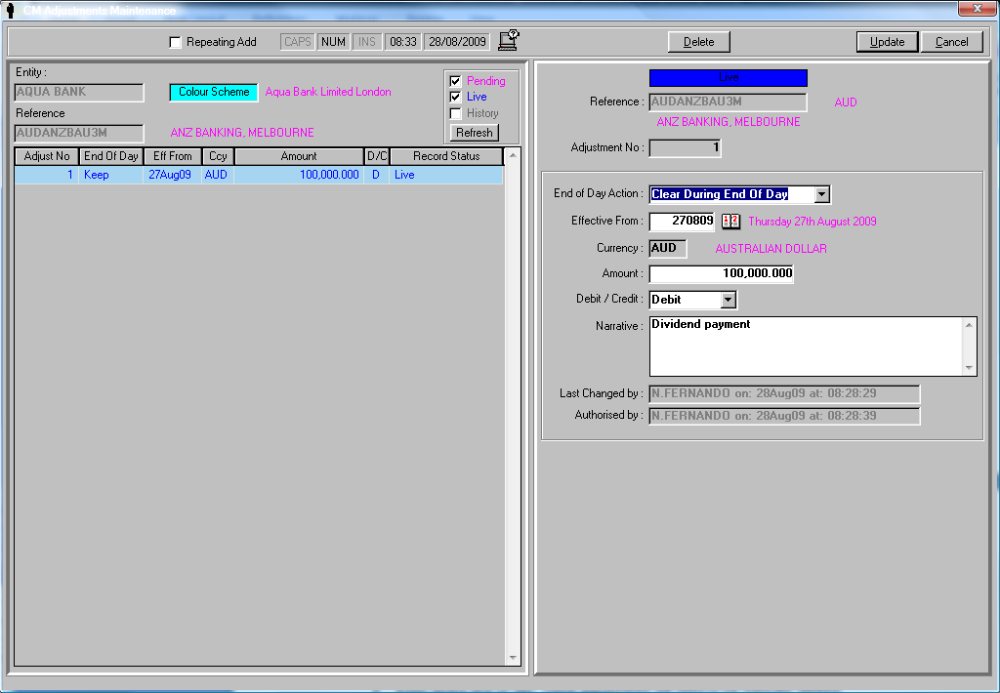 CM Adjustments Maintenance
Repeating Add
CAPS NUM INS 08:33 28/08/2009
Delete Update Cancel
Entity :
AQUA BANK Colour Scheme Aqua Bank Limited London
Reference
AUDANZBAU3M ANZ BANKING, MELBOURNE
Pending
Live
History
Refresh
Adjust No End Of Day Eff From Ccy Amount D/C Record Status
1 Keep 27Aug09 AUD 100,000.000 D Live
Reference : AUDANZBAU3M AUD
ANZ BANKING, MELBOURNE
Adjustment No : 1
End of Day Action : Clear During End Of Day
Effective From : 270809 12 Thursday 27th August 2009
Currency : AUD AUSTRALIAN DOLLAR
Amount : 100,000.000
Debit / Credit : Debit
Narrative : Dividend payment
Last Changed by : N.FERNANDO on: 28Aug09 at: 08:28:29
Authorised by : N.FERNANDO on: 28Aug09 at: 08:28:39